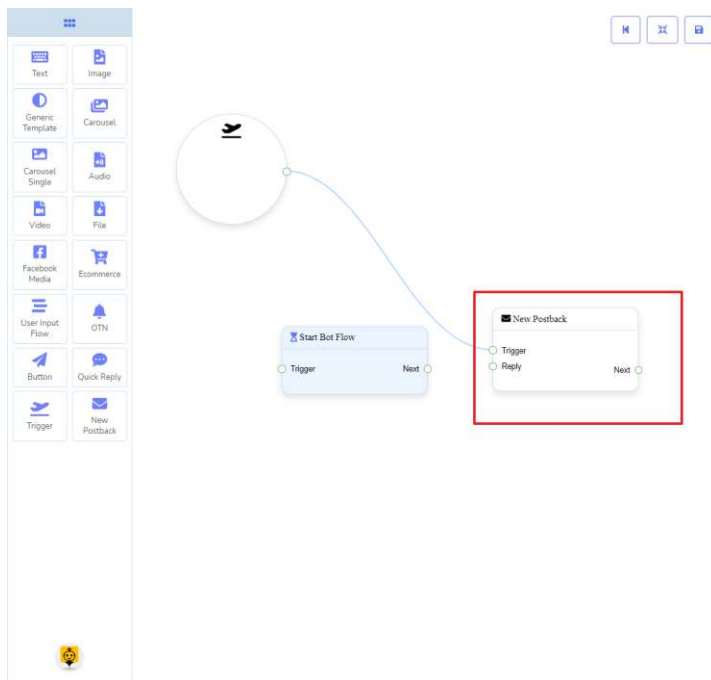 Text
Image
Generic
Template
Carousel
Carousel
Single
Audio
Video
File
Facebook
Media
Ecommerce
User Input
Flow
OTN
Button
Quick Reply
Trigger
New
Postback
Start Bot Flow
Trigger
Next
New Postback
Trigger
Reply
Next